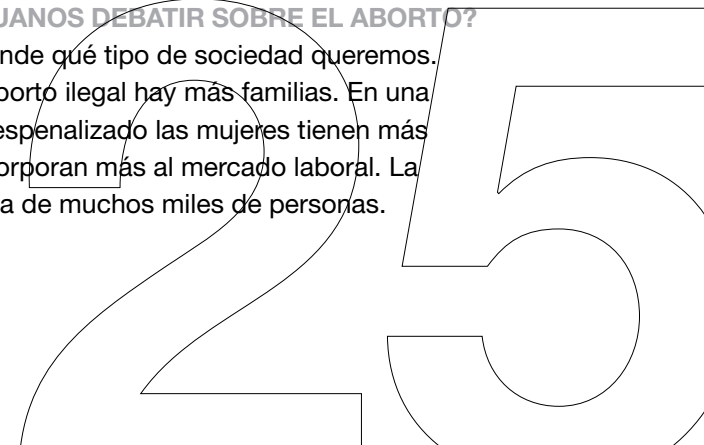 UANOS DEBATIR SOBRE EL ABORTO?
nde qué tipo de sociedad queremos.
borto ilegal hay más familias. En una
espenalizado las mujeres tienen más
orporan más al mercado laboral. La
a de muchos miles de personas.
25